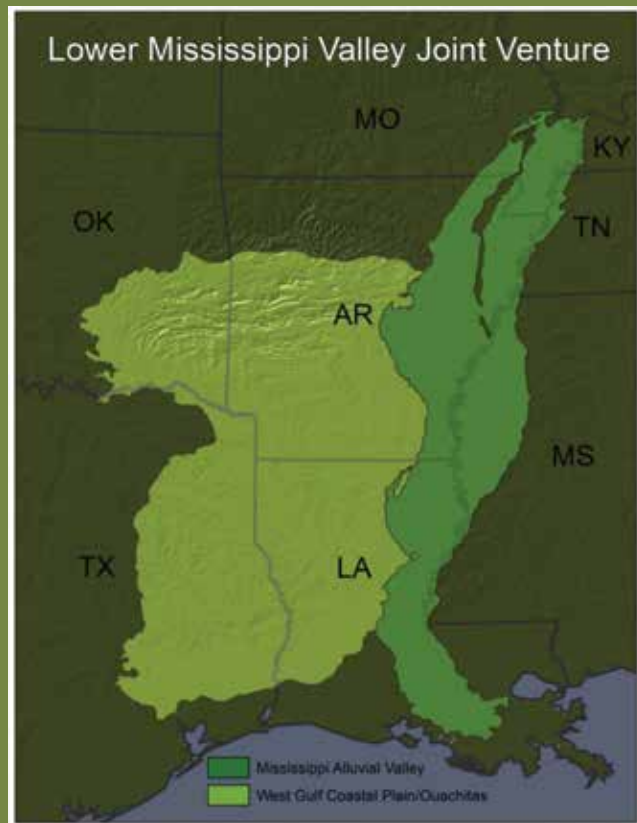 Lower Mississippi Valley Joint Venture
MO
KY
OK
TN
AR
MS
TX
LA
Mississippi Alluvial Valley
West Gulf Coastal Plain/Ouachitas